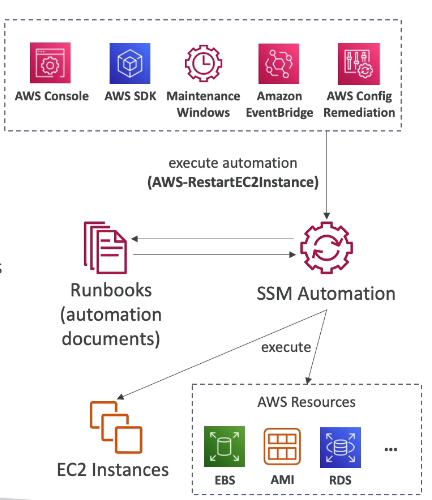 AWS Console
AWS SDK
Maintenance
Windows
Amazon
EventBridge
AWS Config
Remediation
execute automation
(AWS-RestartEC2Instance)
s
Runbooks
(automation
documents)
SSM Automation
execute
AWS Resources
EC2 Instances
EBS
AMI
RDS
...